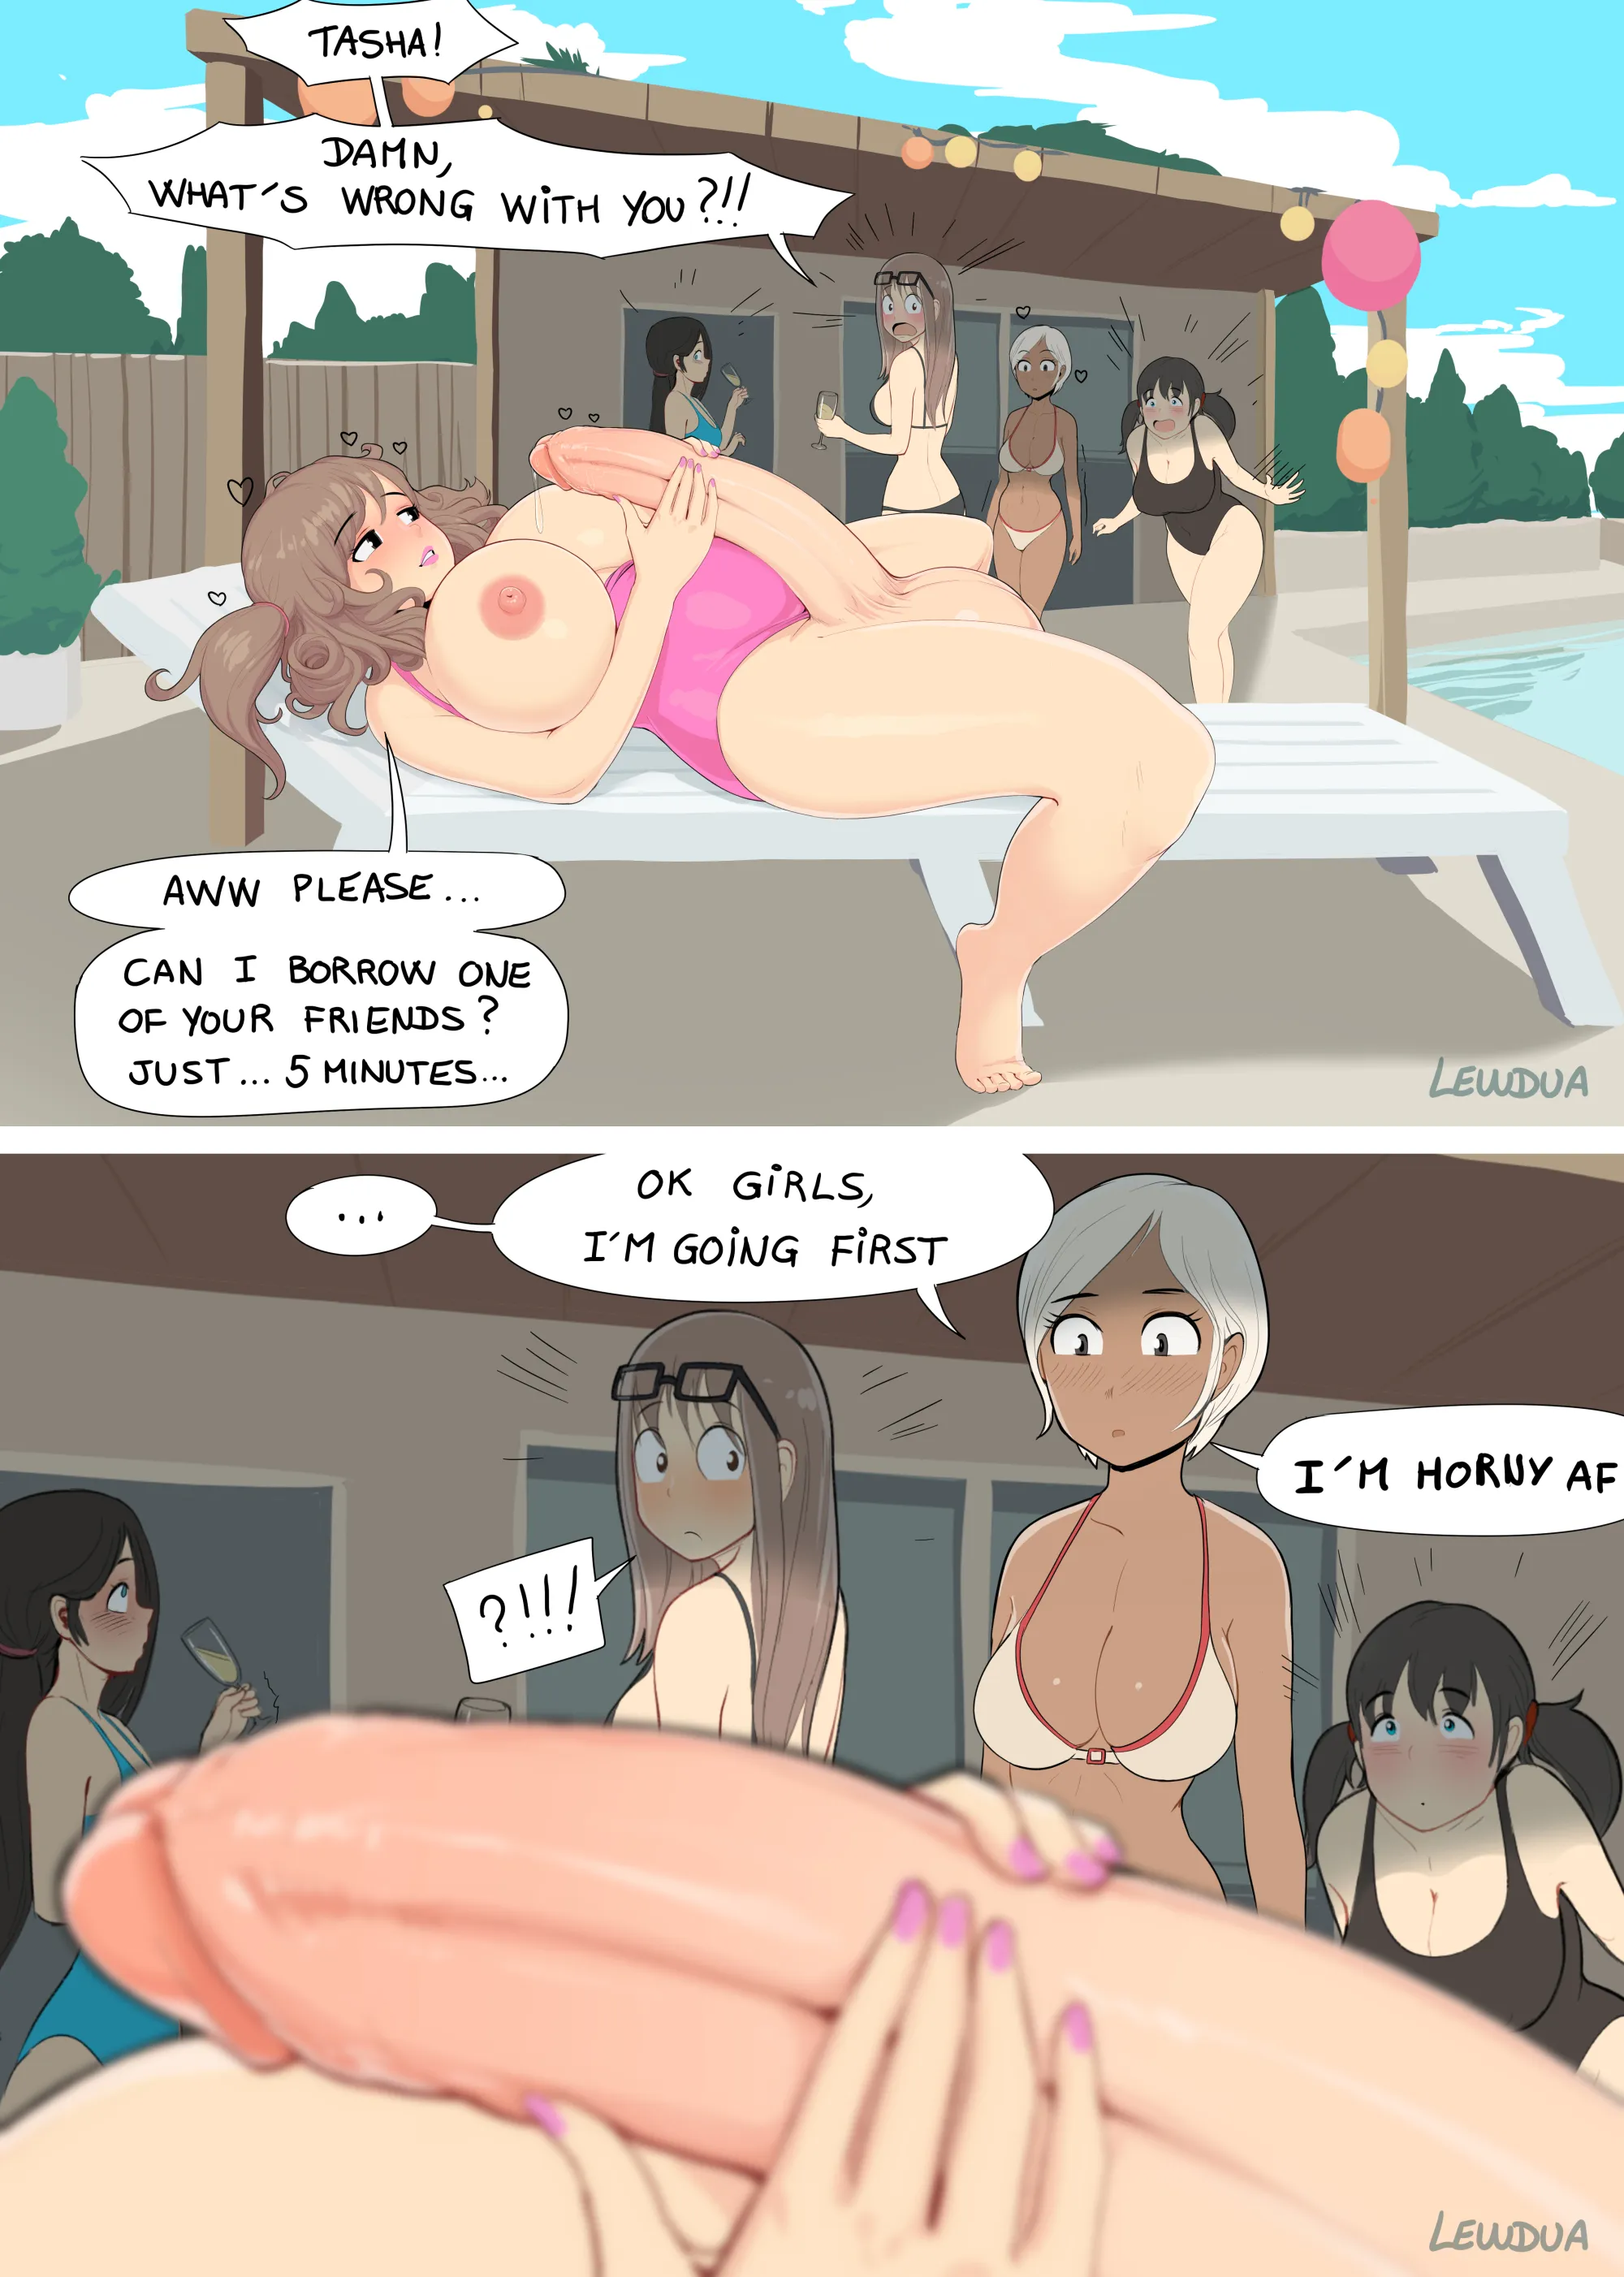 TASHA!
DAMN,
WHAT'S WRONG WITH YOU?!!
AWW PLEASE...
CAN I BORROW ONE
OF YOUR FRIENDS?
JUST... 5 MINUTES...
LEWDUA
...
OK GIRLS,
I'M GOING FIRST
I'M HORNY AF
?!!!
LEWDUA